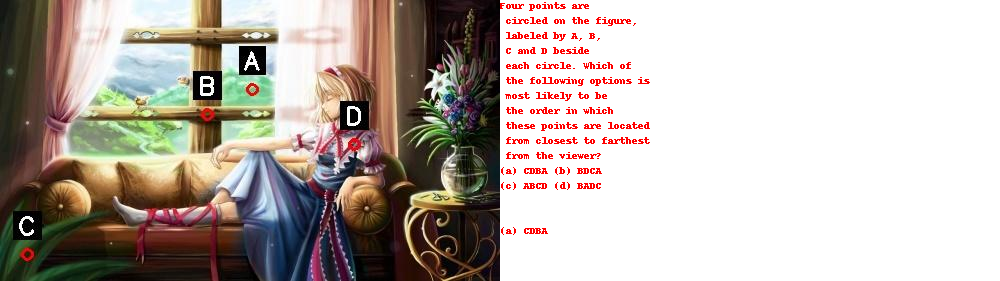 A
B
D
C
Four points are
circled on the figure,
labeled by A, B,
C and D beside
each circle. Which of
the following options is
most likely to be
the order in which
these points are located
from closest to farthest
from the viewer?
(a) CDBA (b) BDCA
(c) ABCD (d) BADC
(a) CDBA